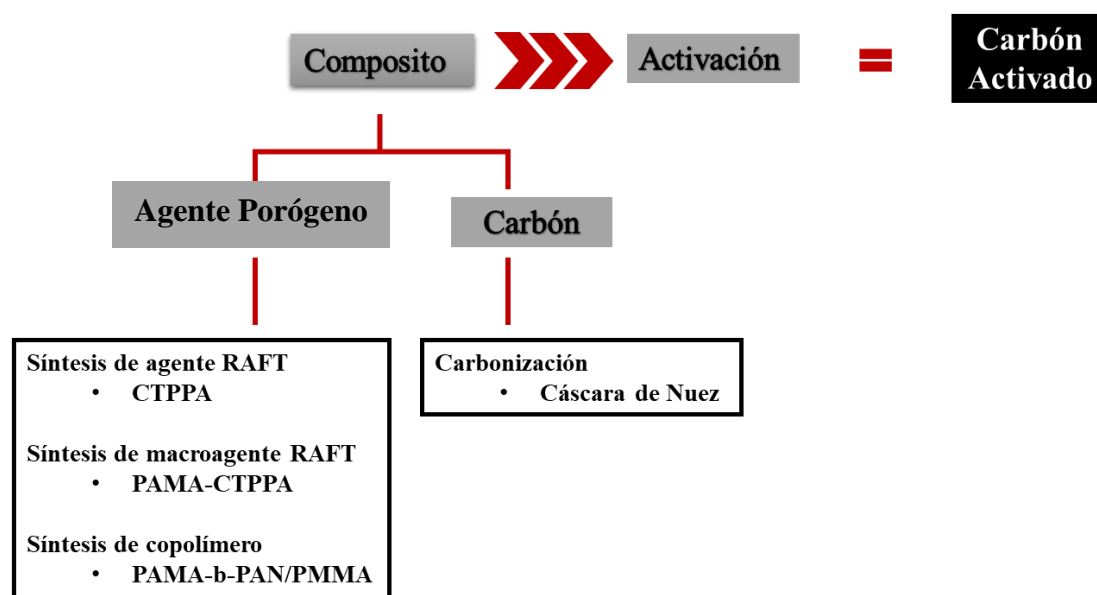 Composito
Activación
=
Carbón
Activado
Agente Porógeno
Carbón
Síntesis de agente RAFT
• CTPPA
Síntesis de macroagente RAFT
• PAMA-CTPPA
Síntesis de copolímero
• PAMA-b-PAN/PMMA
Carbonización
• Cáscara de Nuez